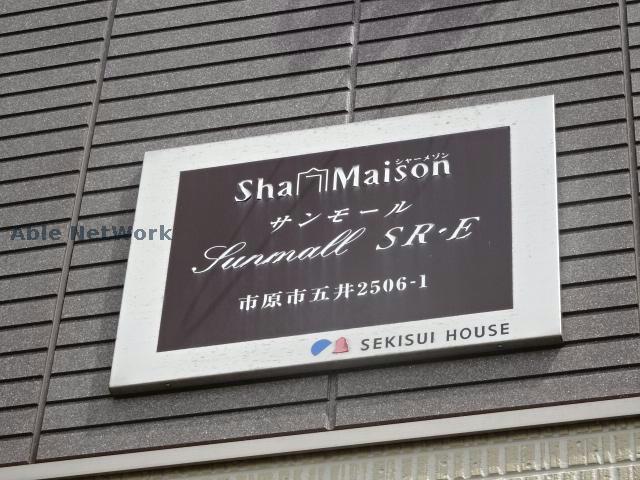 シャーメゾン
Sha Maison
サンモール
Sunmall SR・E
市原市五井2506-1
SEKISUI HOUSE
Able NetWork